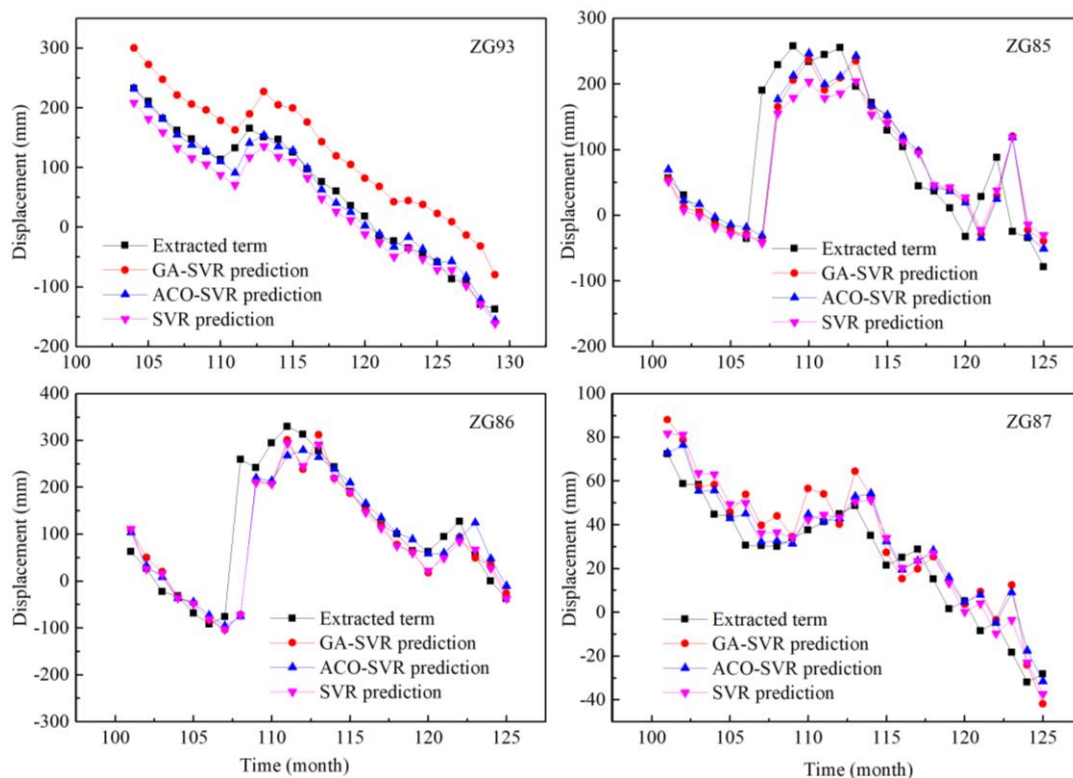 ZG93
Displacement (mm)
300
200
100
0
-100
-200
Extracted term
GA-SVR prediction
ACO-SVR prediction
SVR prediction
100 105 110 115 120 125 130
ZG85
Displacement (mm)
300
200
100
0
-100
-200
Extracted term
GA-SVR prediction
ACO-SVR prediction
SVR prediction
100 105 110 115 120 125
ZG86
Displacement (mm)
400
300
200
100
0
-100
-200
-300
Extracted term
GA-SVR prediction
ACO-SVR prediction
SVR prediction
100 105 110 115 120 125
Time (month)
ZG87
Displacement (mm)
100
80
60
40
20
0
-20
-40
Extracted term
GA-SVR prediction
ACO-SVR prediction
SVR prediction
100 105 110 115 120 125
Time (month)